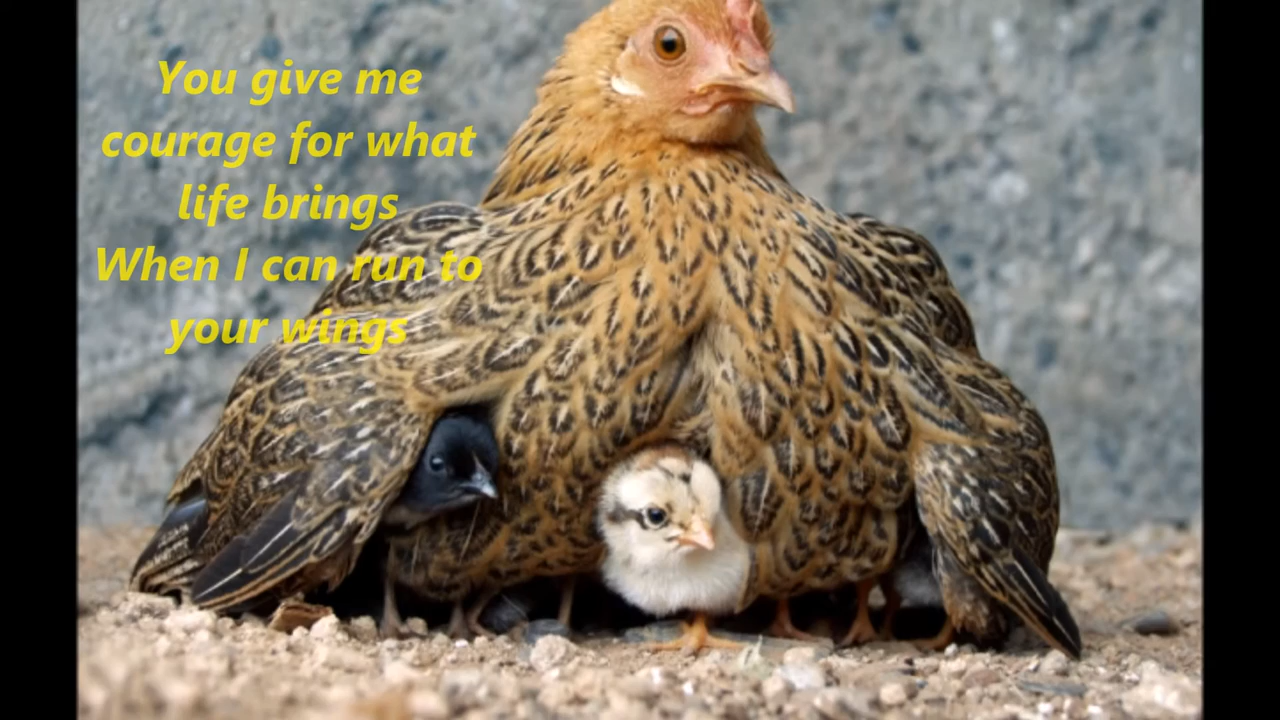 You give me
courage for what
life brings
When I can run to
your wings